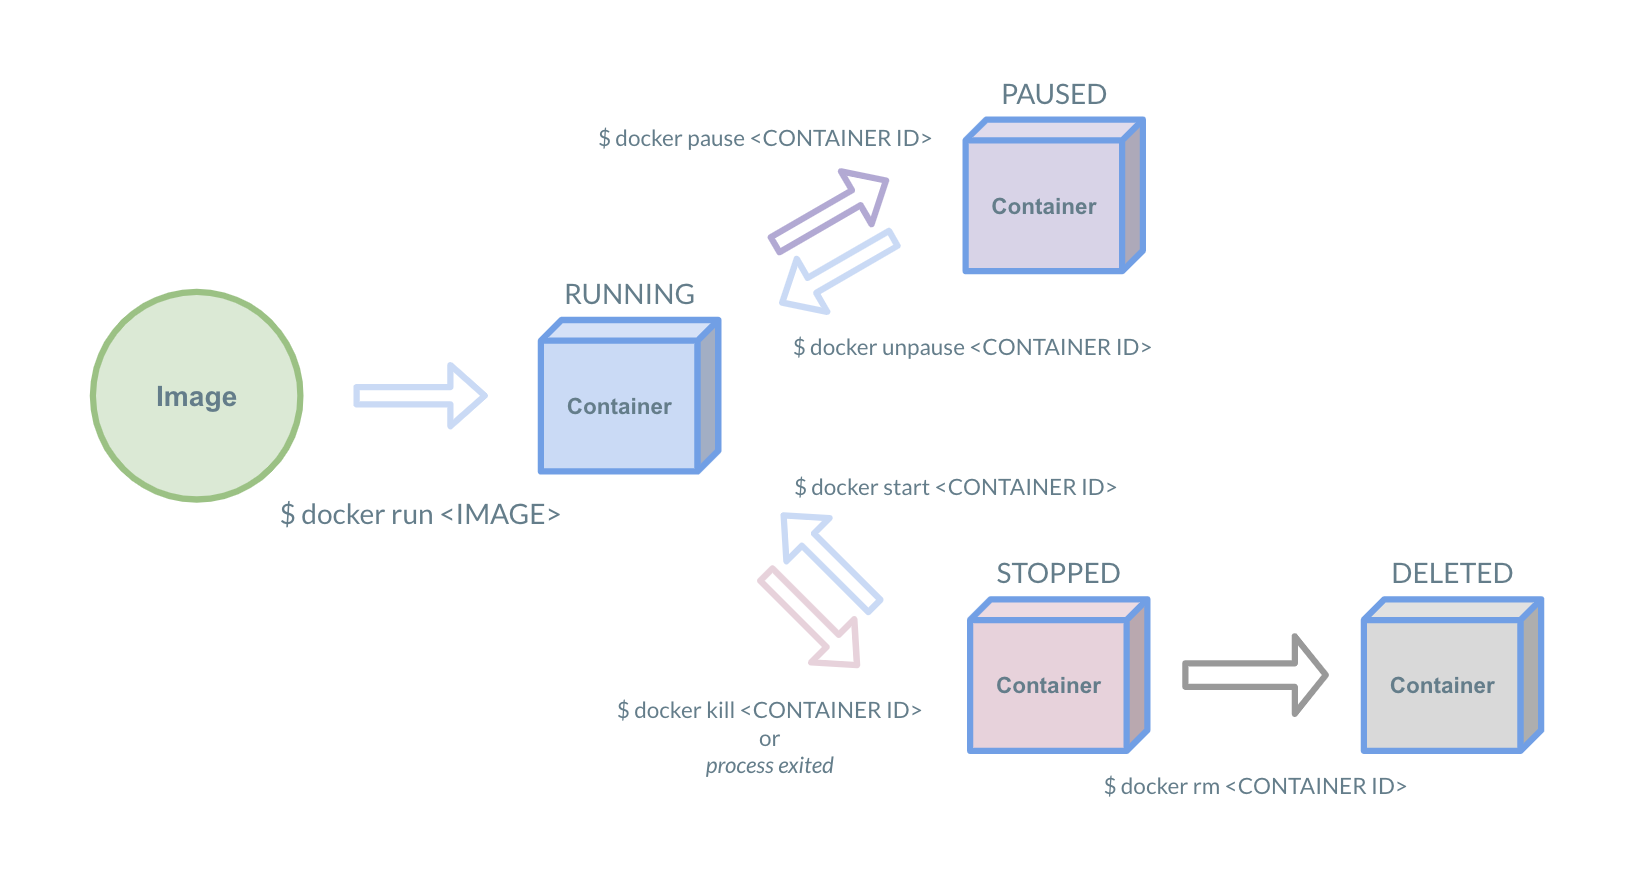 PAUSED
$ docker pause <CONTAINER ID>
Container
RUNNING
$ docker unpause <CONTAINER ID>
Image
Container
$ docker start <CONTAINER ID>
$ docker run <IMAGE>
STOPPED
DELETED
Container
Container
$ docker kill <CONTAINER ID>
or
process exited
$ docker rm <CONTAINER ID>